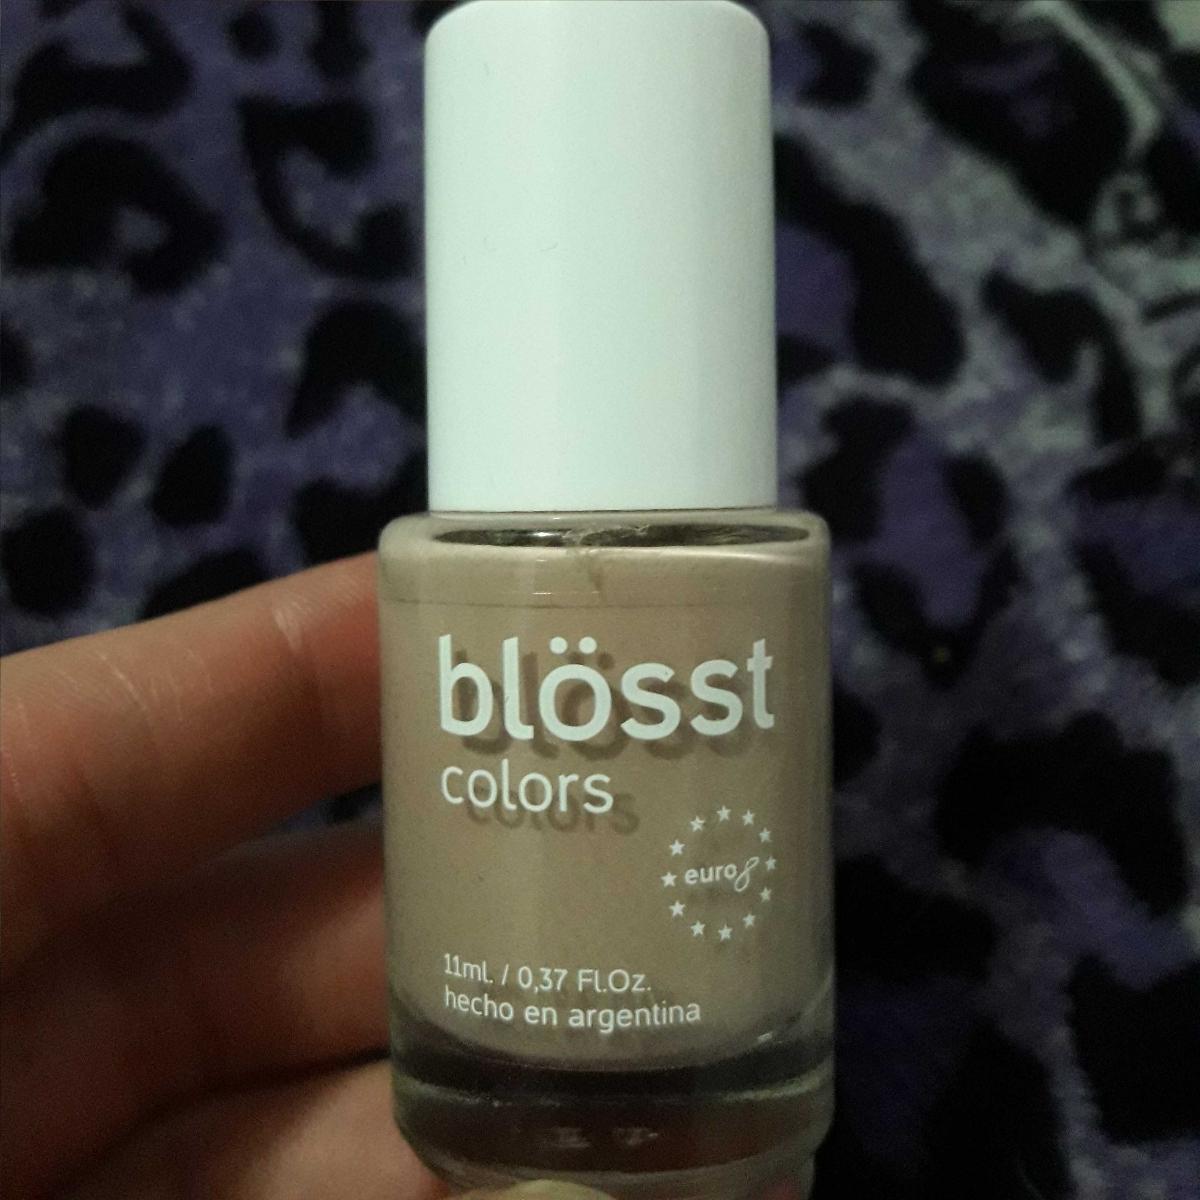 blösst
colors
euro8
11ml. / 0,37 Fl.Oz.
hecho en argentina